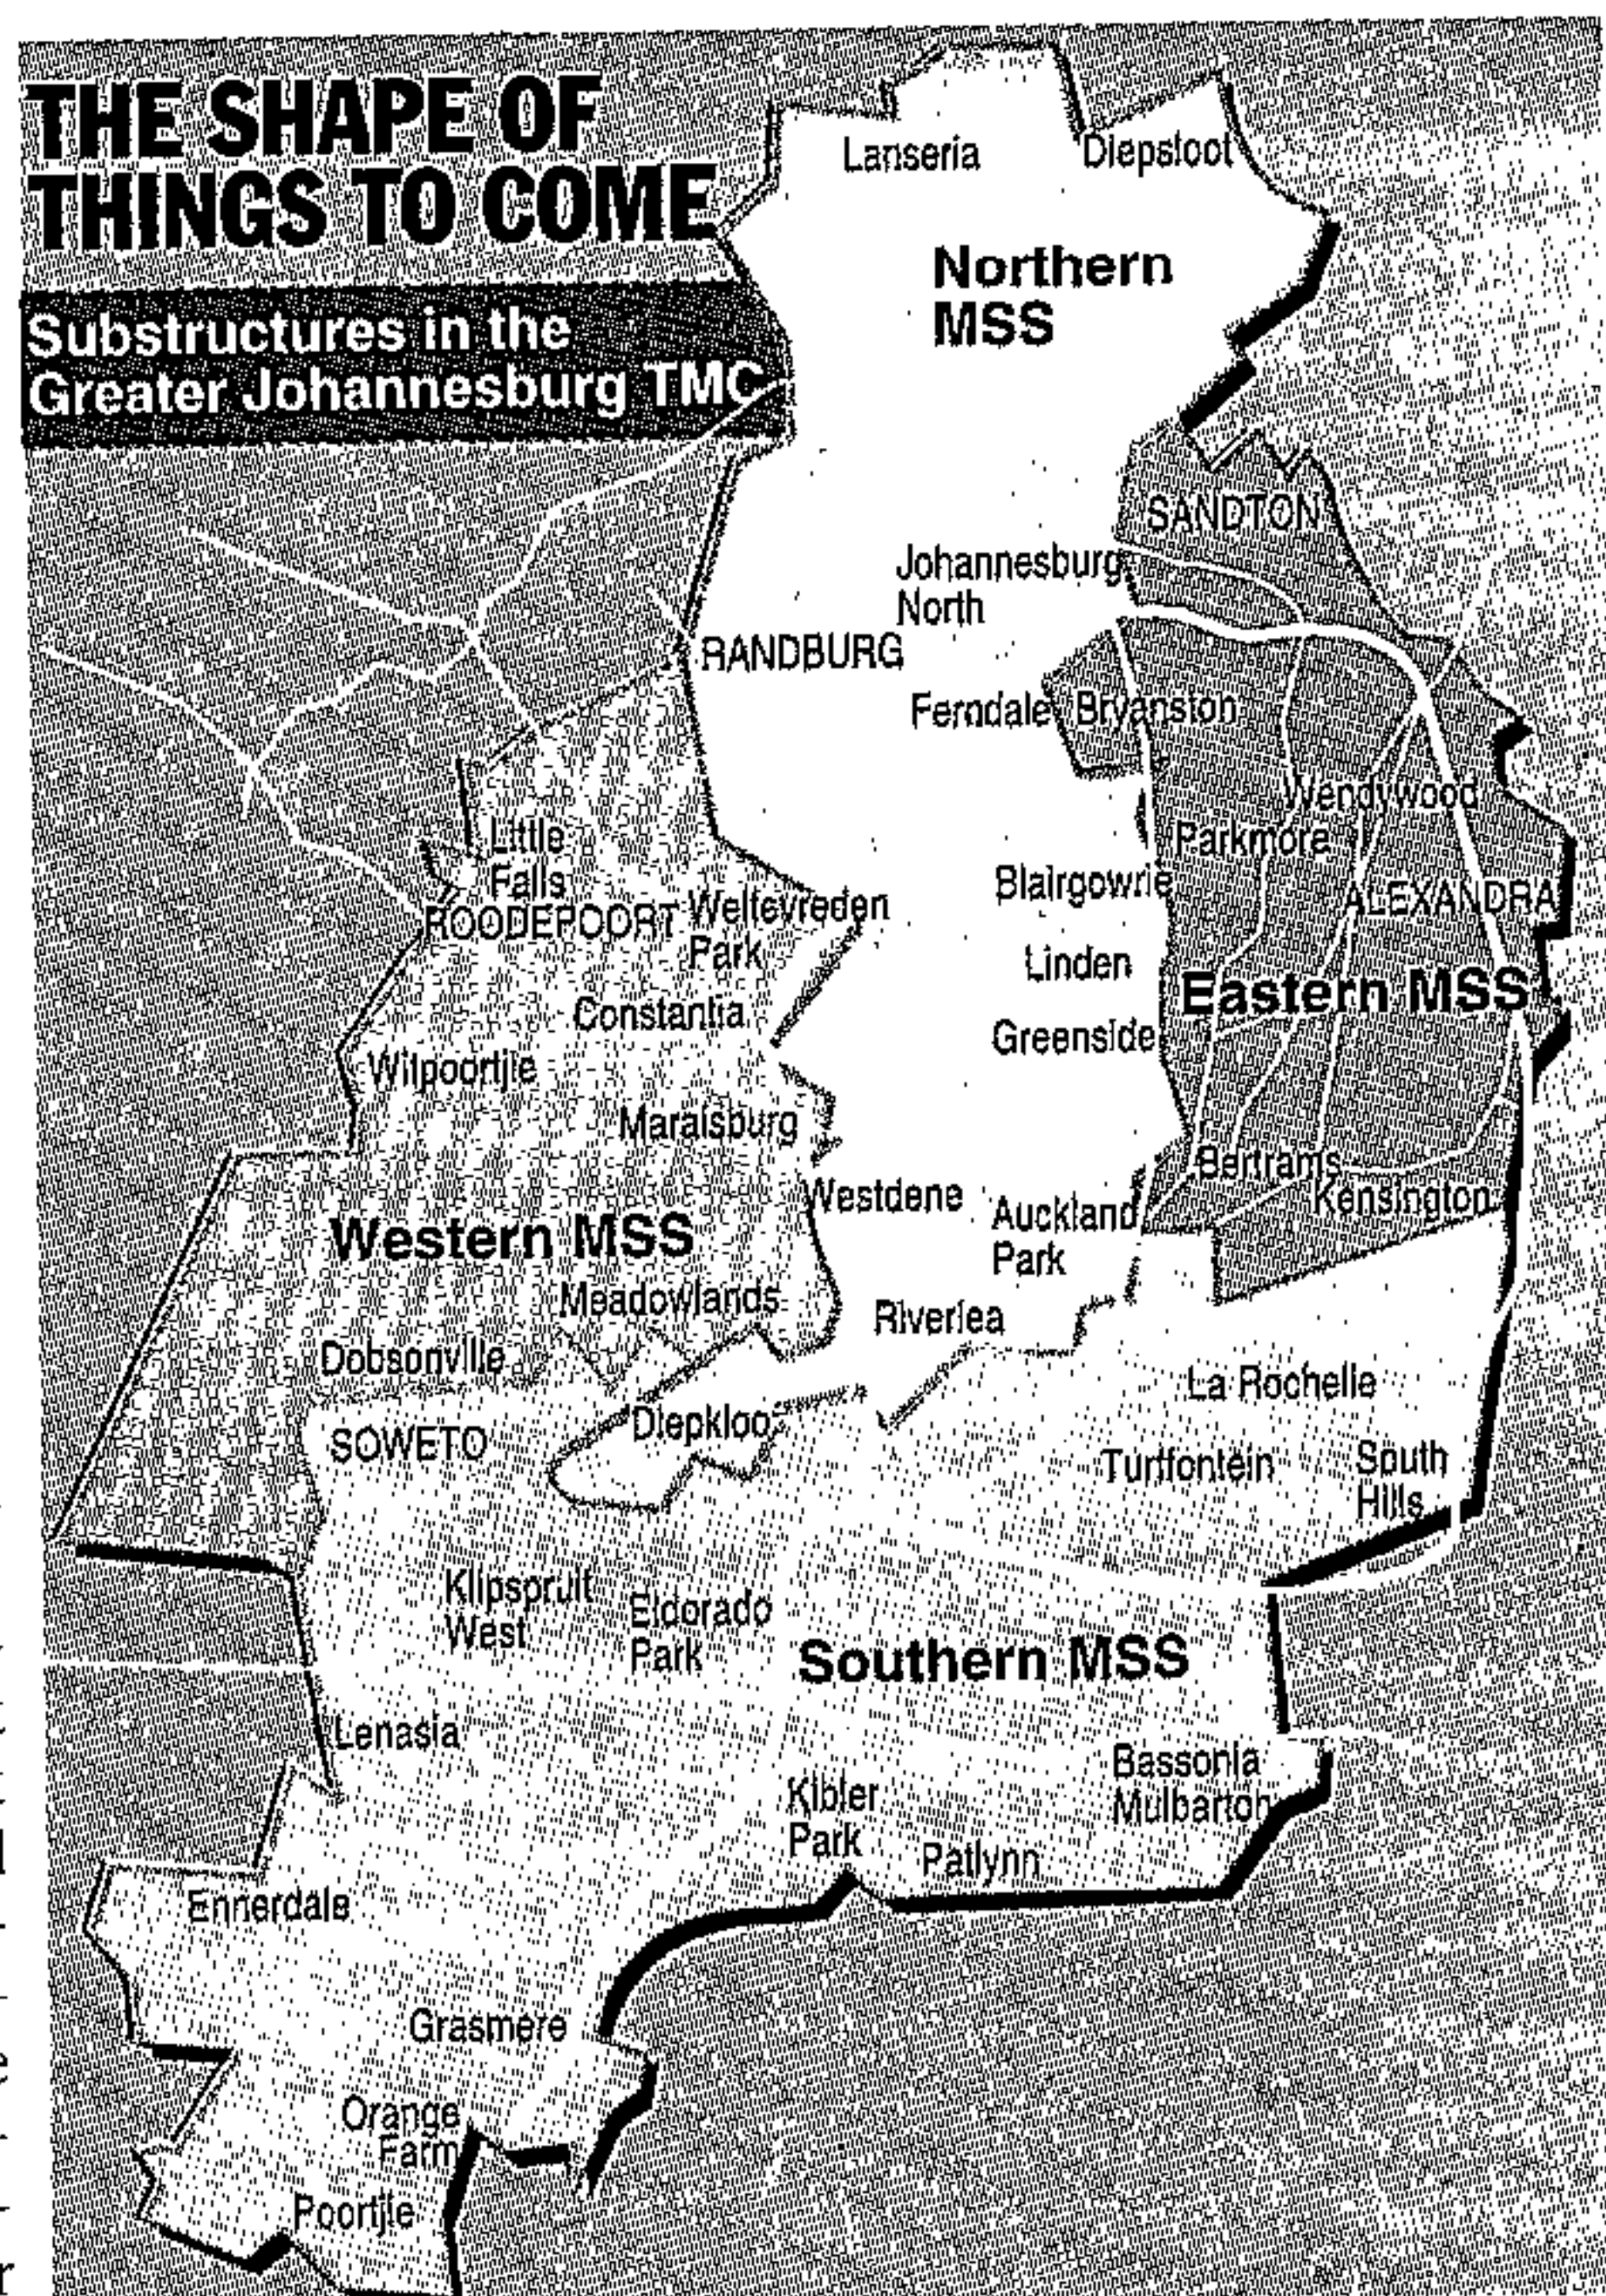 THE SHAPE OF
THINGS TO COME
Substructures in the
Greater Johannesburg TMC
Lanseria
Diepsloot
Northern
MSS
SANDTON
Johannesburg
North
RANDBURG
Ferndale
Bryanston
Wendywood
Parkmore
Little
Falls
Blairgowrie
ALEXANDRA
ROODEPOORT
Weltevreden
Park
Linden
Eastern MSS
Constantia
Greenside
Witpoortjie
Maraisburg
Bertrams
Kensington
Westdene
Auckland
Park
Western MSS
Meadowlands
Riverlea
Dobsonville
La Rochelle
SOWETO
Diepkloof
Turffontein
South
Hills
Klipspruit
West
Eldorado
Park
Southern MSS
Lenasia
Bassonia
Mulbarton
Kibler
Park
Patlynn
Ennerdale
Grasmere
Orange
Farm
Poortjie